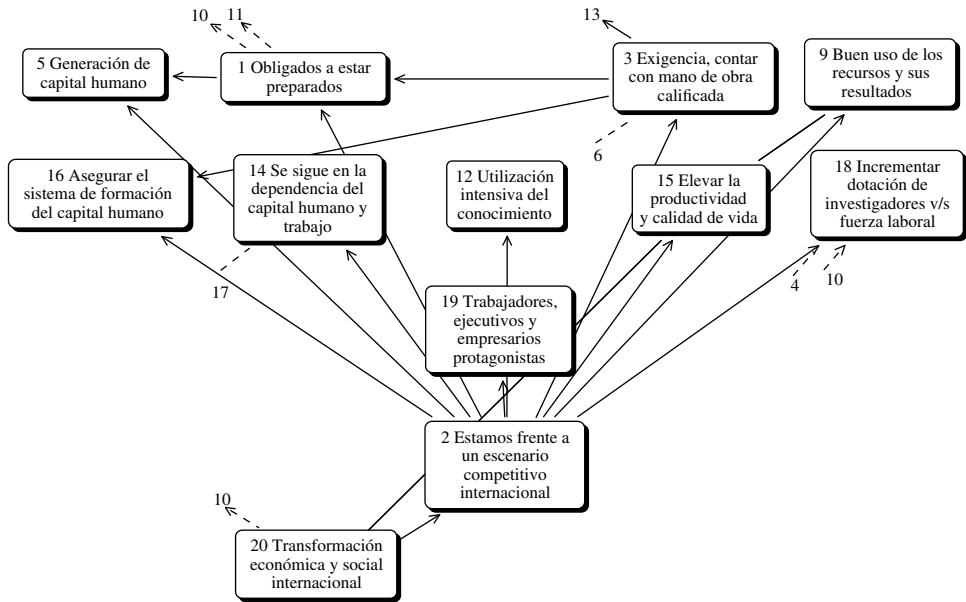 10
11
13
5 Generación de
capital humano
1 Obligados a estar
preparados
3 Exigencia, contar
con mano de obra
calificada
9 Buen uso de los
recursos y sus
resultados
6
16 Asegurar el
sistema de formación
del capital humano
14 Se sigue en la
dependencia del
capital humano y
trabajo
12 Utilización
intensiva del
conocimiento
15 Elevar la
productividad
y calidad de vida
18 Incrementar
dotación de
investigadores v/s
fuerza laboral
17
4
10
19 Trabajadores,
ejecutivos y
empresarios
protagonistas
2 Estamos frente a
un escenario
competitivo
internacional
10
20 Transformación
económica y social
internacional